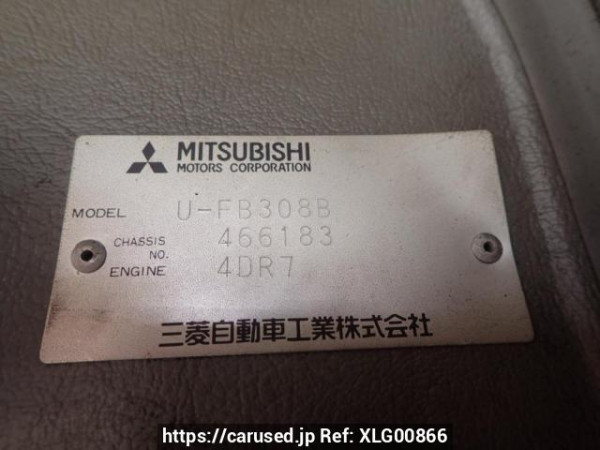 MITSUBISHI
MOTORS CORPORATION
MODEL U-FB308B
CHASSIS NO. 466183
ENGINE 4DR7
三菱自動車工業株式会社
https://carused.jp Ref: XLG00866